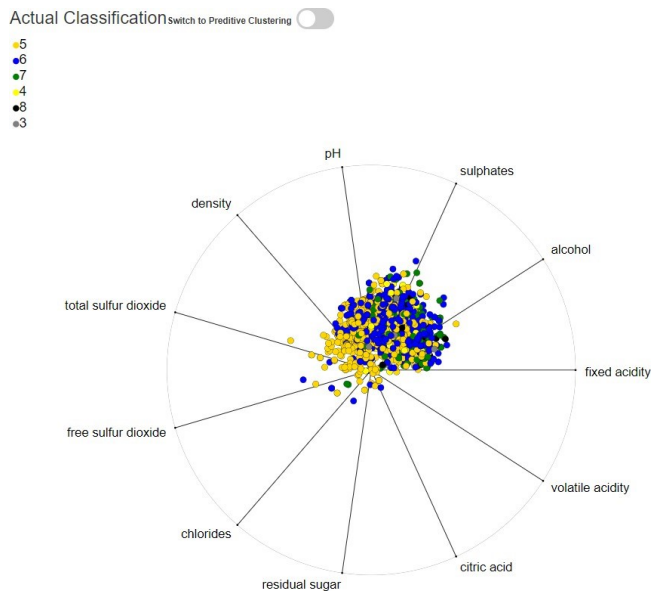 Actual Classification Switch to Preditive Clustering
5
6
7
4
8
3
pH
sulphates
density
alcohol
total sulfur dioxide
fixed acidity
free sulfur dioxide
volatile acidity
chlorides
citric acid
residual sugar